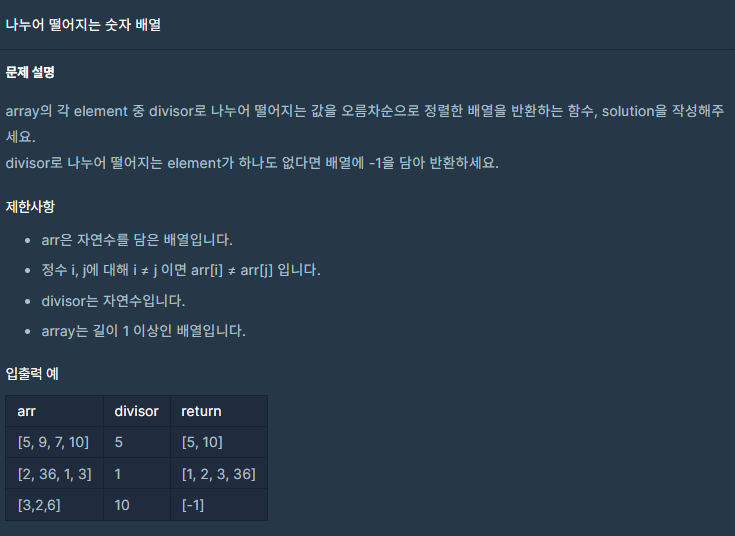 나누어 떨어지는 숫자 배열
문제 설명
array의 각 element 중 divisor로 나누어 떨어지는 값을 오름차순으로 정렬한 배열을 반환하는 함수, solution을 작성해주
세요.
divisor로 나누어 떨어지는 element가 하나도 없다면 배열에 -1을 담아 반환하세요.
제한사항
• arr은 자연수를 담은 배열입니다.
• 정수 i, j에 대해 i ≠ j 이면 arr[i] ≠ arr[j] 입니다.
• divisor는 자연수입니다.
• array는 길이 1 이상인 배열입니다.
입출력 예
arr divisor return
[5, 9, 7, 10] 5 [5, 10]
[2, 36, 1, 3] 1 [1, 2, 3, 36]
[3,2,6] 10 [-1]